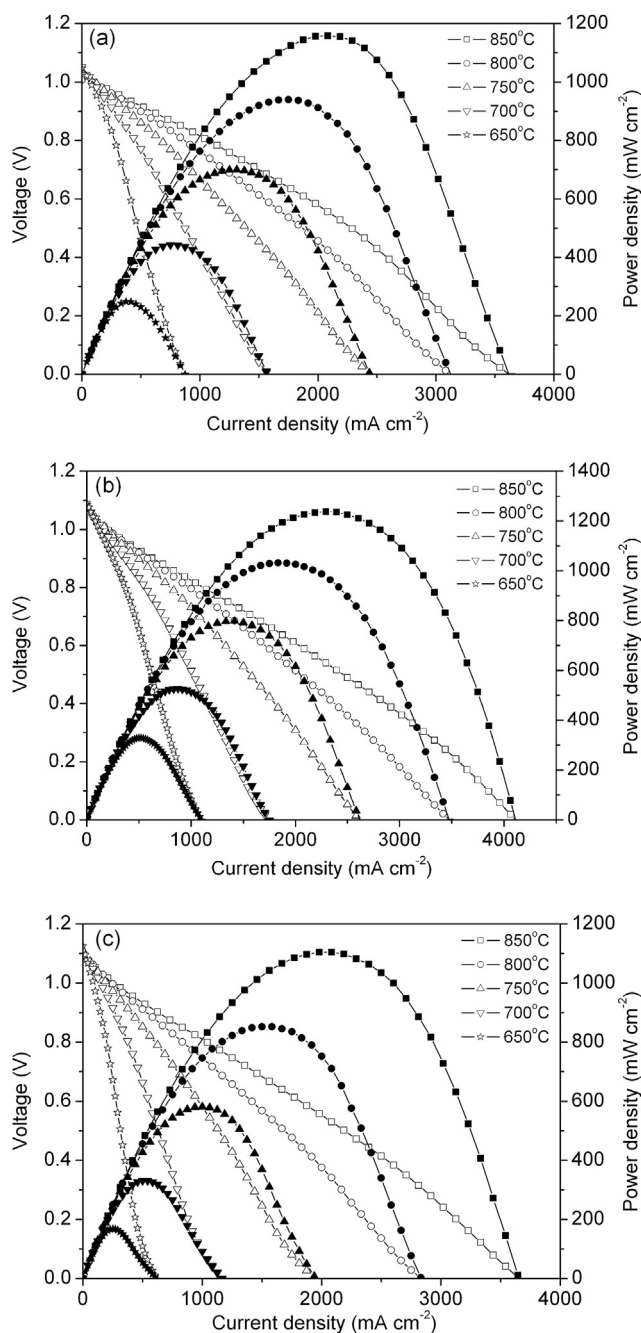 (a)
850°C
800°C
750°C
700°C
650°C
Voltage (V)
1.2
1.0
0.8
0.6
0.4
0.2
0.0
Power density (mW cm⁻²)
1200
1000
800
600
400
200
0
0 1000 2000 3000 4000
Current density (mA cm⁻²)
(b)
850°C
800°C
750°C
700°C
650°C
Voltage (V)
1.2
1.0
0.8
0.6
0.4
0.2
0.0
Power density (mW cm⁻²)
1400
1200
1000
800
600
400
200
0
0 1000 2000 3000 4000
Current density (mA cm⁻²)
(c)
850°C
800°C
750°C
700°C
650°C
Voltage (V)
1.2
1.0
0.8
0.6
0.4
0.2
0.0
Power density (mW cm⁻²)
1200
1000
800
600
400
200
0
0 1000 2000 3000 4000
Current density (mA cm⁻²)